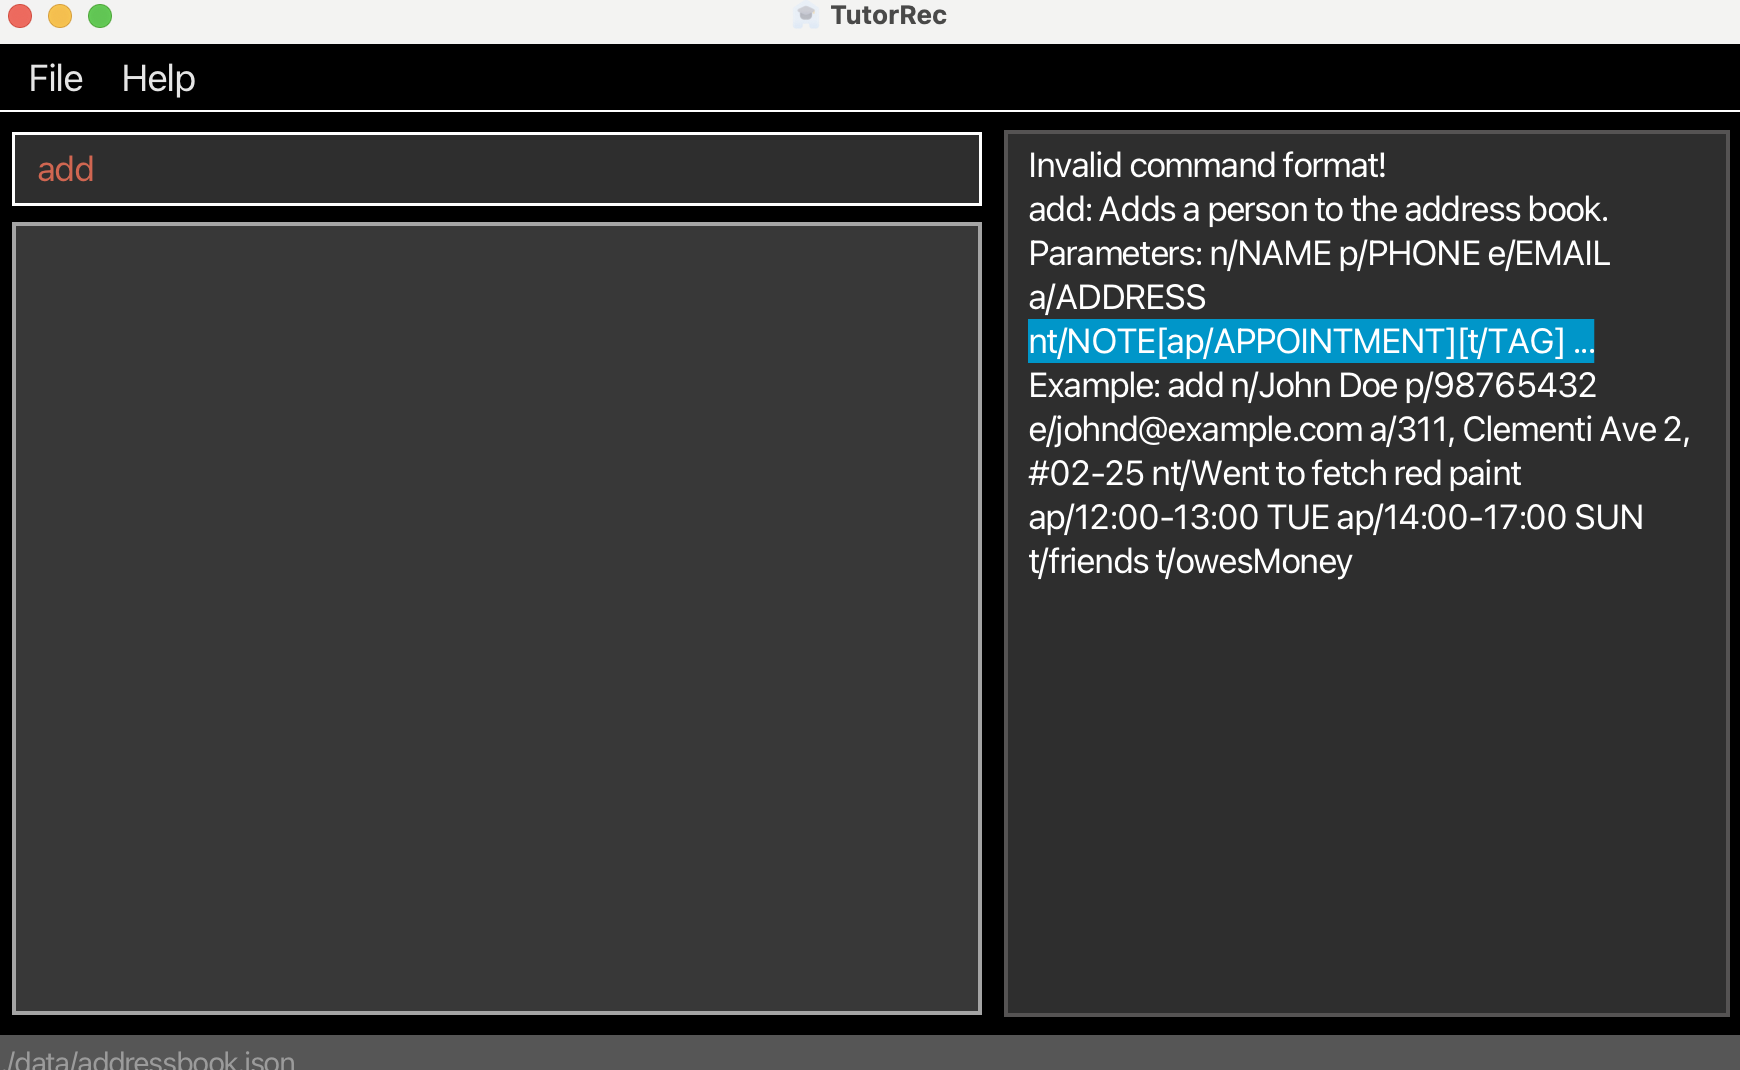 TutorRec
File Help
add
Invalid command format!
add: Adds a person to the address book.
Parameters: n/NAME p/PHONE e/EMAIL
a/ADDRESS
nt/NOTE[ap/APPOINTMENT][t/TAG] ...
Example: add n/John Doe p/98765432
e/johnd@example.com a/311, Clementi Ave 2,
#02-25 nt/Went to fetch red paint
ap/12:00-13:00 TUE ap/14:00-17:00 SUN
t/friends t/owesMoney
/data/addressbook.json